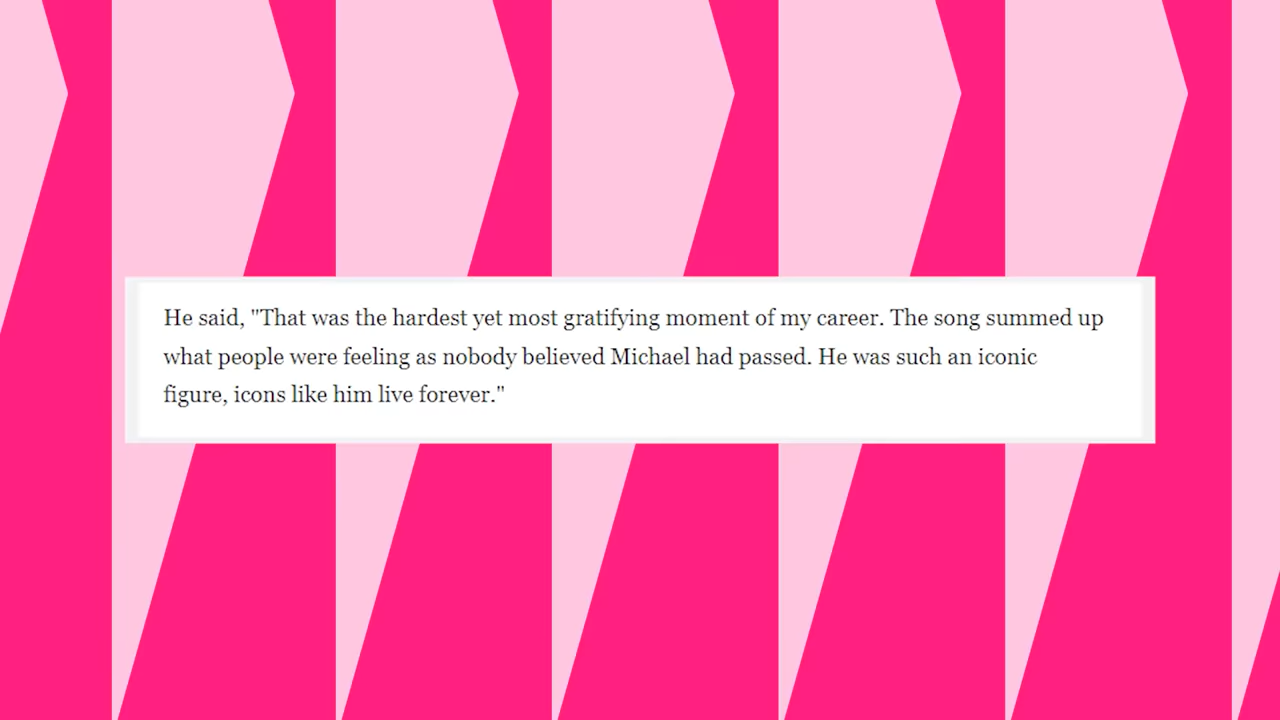 He said, "That was the hardest yet most gratifying moment of my career. The song summed up
what people were feeling as nobody believed Michael had passed. He was such an iconic
figure, icons like him live forever."